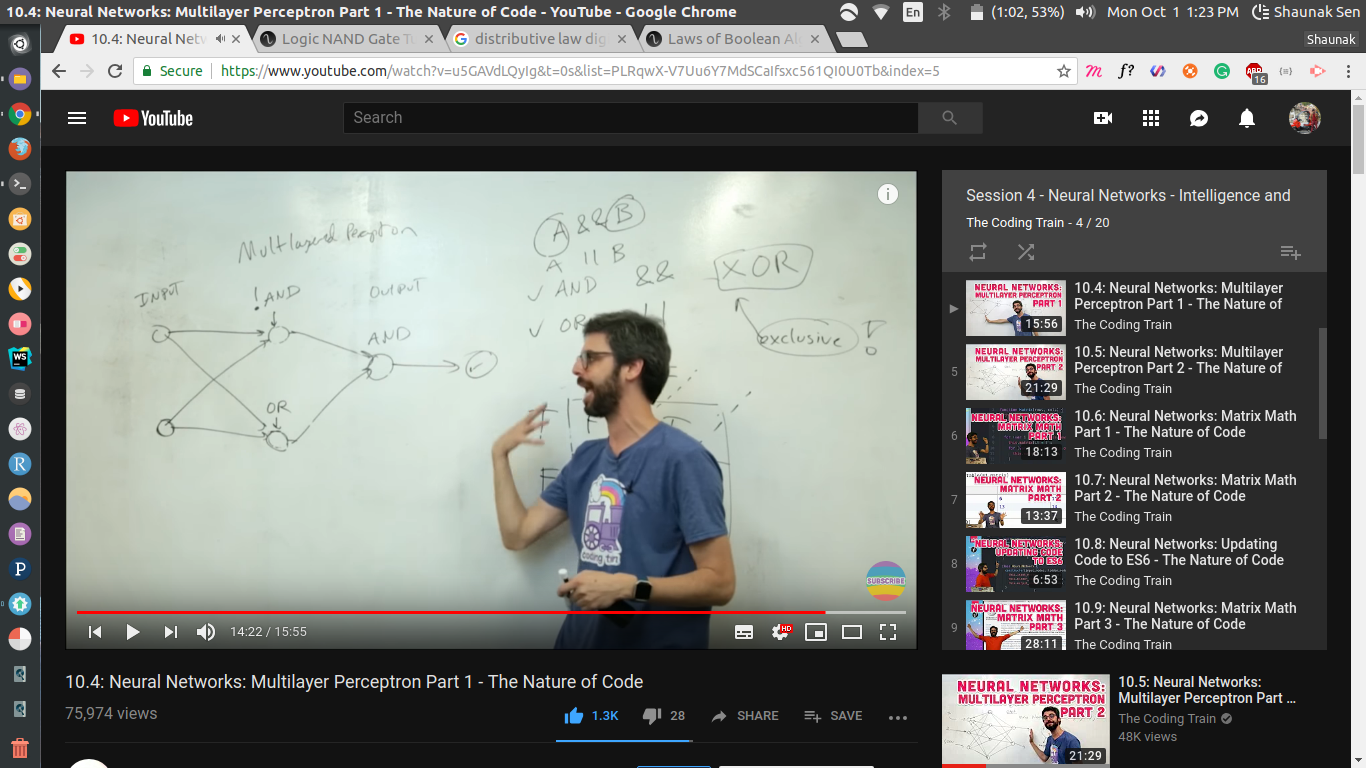 10.4: Neural Networks: Multilayer Perceptron Part 1 - The Nature of Code - YouTube - Google Chrome
En
(1:02, 53%)
Mon Oct 1 1:23 PM
Shaunak Sen
10.4: Neural Netw
Logic NAND Gate Tu
distributive law dig
Laws of Boolean Alg
Shaunak
Secure
https://www.youtube.com/watch?v=u5GAVdLQyIg&t=0s&list=PLRqwX-V7Uu6Y7MdSCaIfsxc561QI0U0Tb&index=5
m
f?
ABP
16
YouTube
Search
Multilayered Perceptron
INPUT
!AND
OUTPUT
AND
OR
A && B
A || B
✓ AND &&
✓ OR ||
XOR
exclusive
!
F
F
coding train
SUBSCRIBE
14:22 / 15:55
HD
Session 4 - Neural Networks - Intelligence and
The Coding Train - 4 / 20
NEURAL NETWORKS:
MULTILAYER PERCEPTRON
PART 1
15:56
10.4: Neural Networks: Multilayer
Perceptron Part 1 - The Nature of
The Coding Train
5
NEURAL NETWORKS:
MULTILAYER PERCEPTRON
PART 2
21:29
10.5: Neural Networks: Multilayer
Perceptron Part 2 - The Nature of
The Coding Train
6
NEURAL NETWORKS:
MATRIX MATH
PART 1
18:13
10.6: Neural Networks: Matrix Math
Part 1 - The Nature of Code
The Coding Train
7
NEURAL NETWORKS:
MATRIX MATH
PART 2
13:37
10.7: Neural Networks: Matrix Math
Part 2 - The Nature of Code
The Coding Train
8
NEURAL NETWORKS:
UPDATING CODE
TO ES6
6:53
10.8: Neural Networks: Updating
Code to ES6 - The Nature of Code
The Coding Train
9
NEURAL NETWORKS:
MATRIX MATH
PART 3
28:11
10.9: Neural Networks: Matrix Math
Part 3 - The Nature of Code
The Coding Train
10.4: Neural Networks: Multilayer Perceptron Part 1 - The Nature of Code
75,974 views
1.3K
28
SHARE
SAVE
NEURAL NETWORKS:
MULTILAYER PERCEPTRON
PART 2
21:29
10.5: Neural Networks:
Multilayer Perceptron Part ...
The Coding Train
48K views
WS
R
P